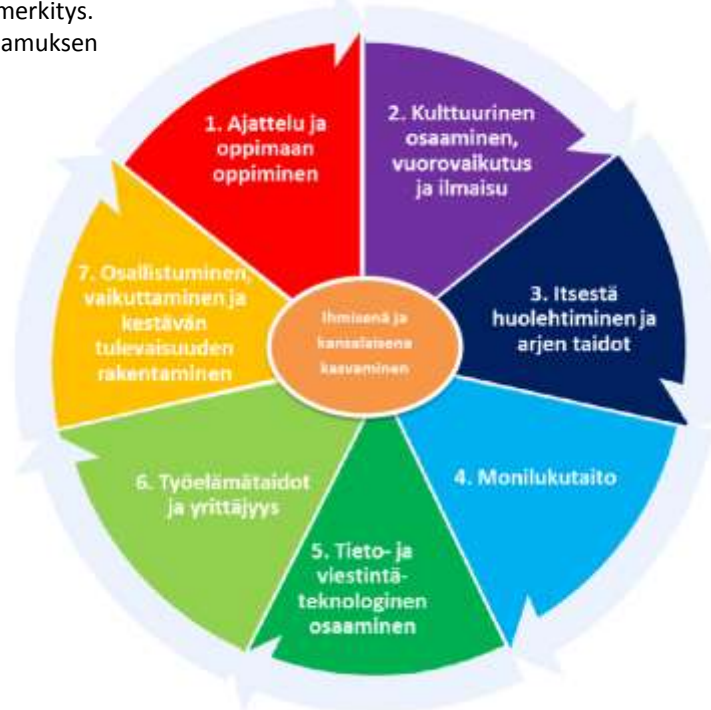 merkitys.
amuksen
1. Ajattelu ja
oppimaan
oppiminen
2. Kulttuurinen
osaaminen,
vuorovaikutus
ja ilmaisu
3. Itsestä
huolehtiminen ja
arjen taidot
4. Monilukutaito
5. Tieto- ja
viestintä-
teknologinen
osaaminen
6. Työelämätaidot
ja yrittäjyys
7. Osallistuminen,
vaikuttaminen ja
kestävän
tulevaisuuden
rakentaminen
Ihmisenä ja
kansalaisena
kasvaminen